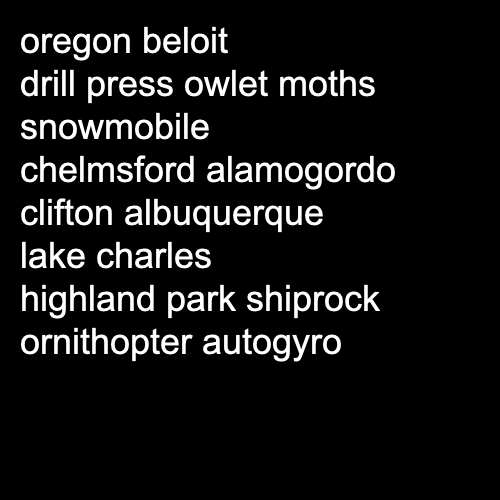 oregon beloit
drill press owlet moths
snowmobile
chelmsford alamogordo
clifton albuquerque
lake charles
highland park shiprock
ornithopter autogyro